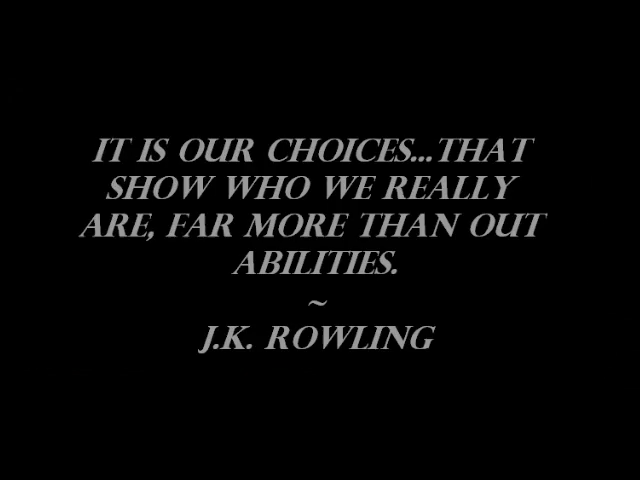 IT IS OUR CHOICES...THAT
SHOW WHO WE REALLY
ARE, FAR MORE THAN OUT
ABILITIES.
~
J.K. ROWLING